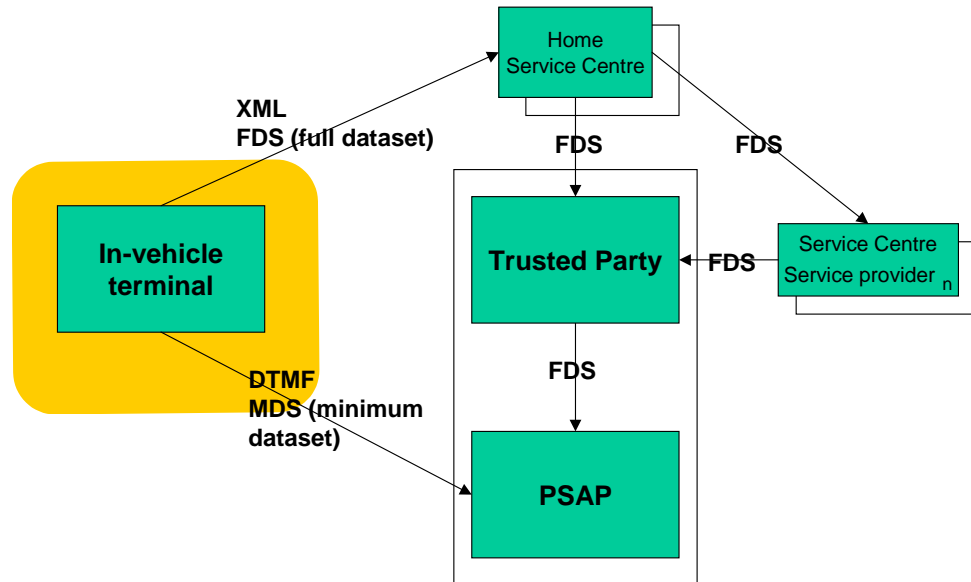 Home
Service Centre
XML
FDS (full dataset)
FDS
FDS
In-vehicle
terminal
Trusted Party
FDS
Service Centre
Service provider n
DTMF
MDS (minimum
dataset)
FDS
PSAP